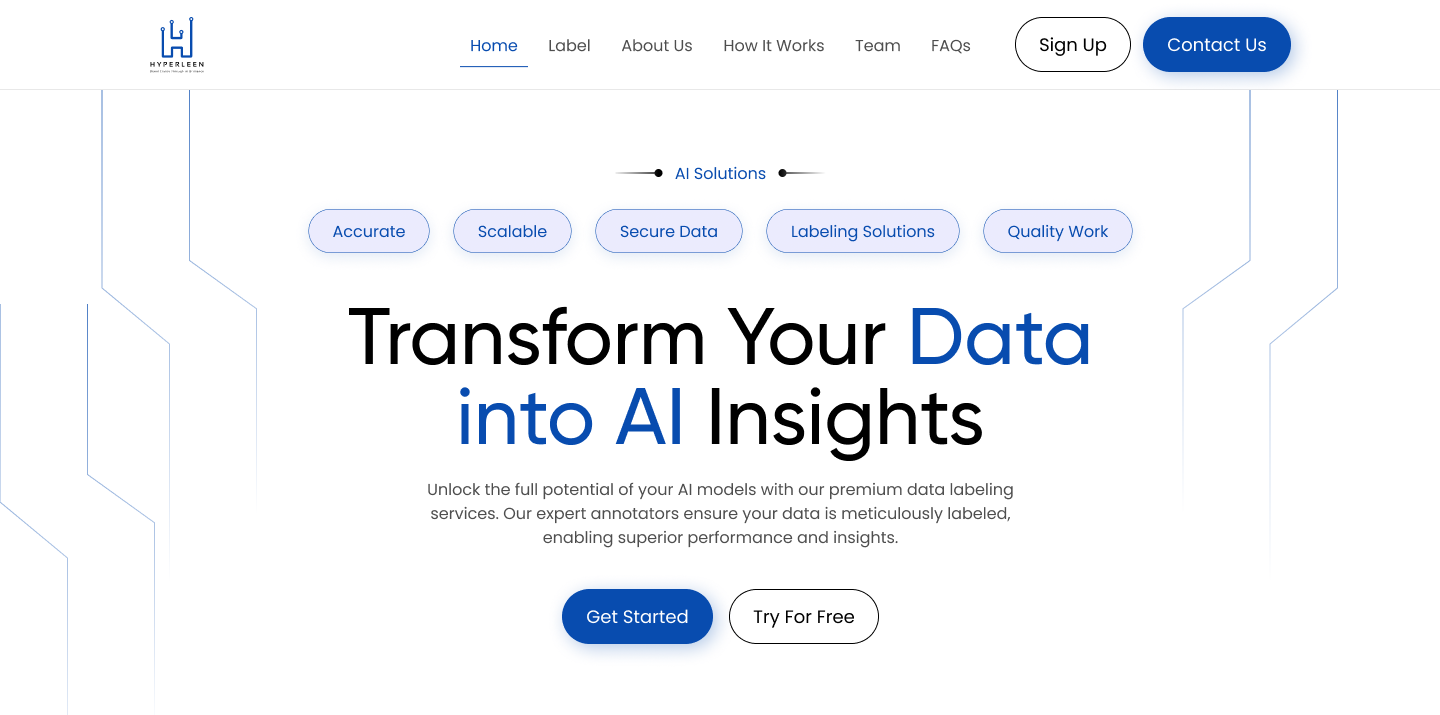 HYPERLEEN
Home
Label
About Us
How It Works
Team
FAQs
Sign Up
Contact Us
AI Solutions
Accurate
Scalable
Secure Data
Labeling Solutions
Quality Work
Transform Your Data
into AI Insights
Unlock the full potential of your AI models with our premium data labeling
services. Our expert annotators ensure your data is meticulously labeled,
enabling superior performance and insights.
Get Started
Try For Free